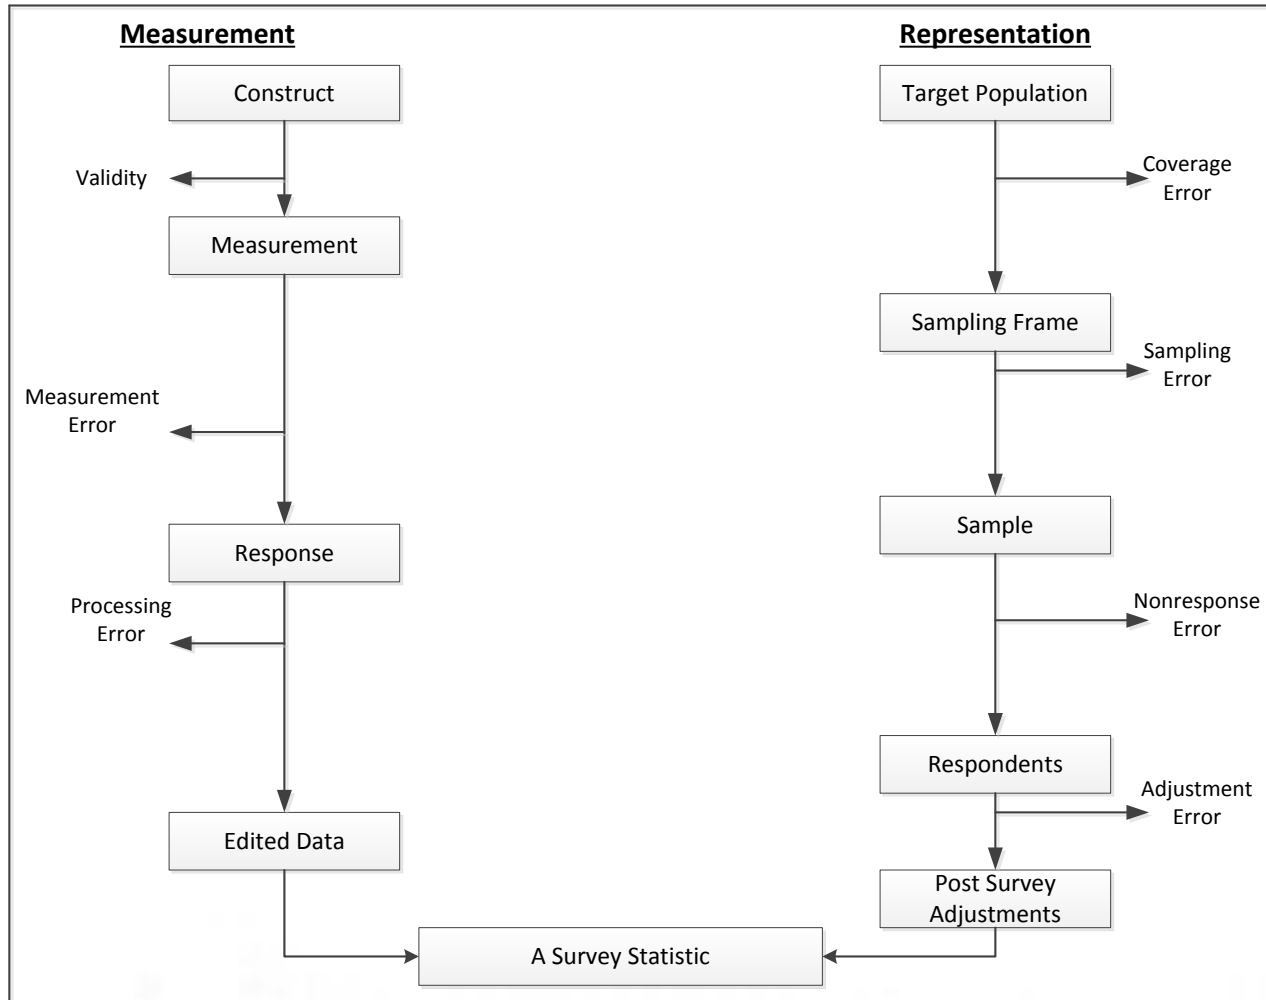 Measurement
Construct
Validity
Measurement
Measurement
Error
Response
Processing
Error
Edited Data
Representation
Target Population
Coverage
Error
Sampling Frame
Sampling
Error
Sample
Nonresponse
Error
Respondents
Adjustment
Error
Post Survey
Adjustments
A Survey Statistic